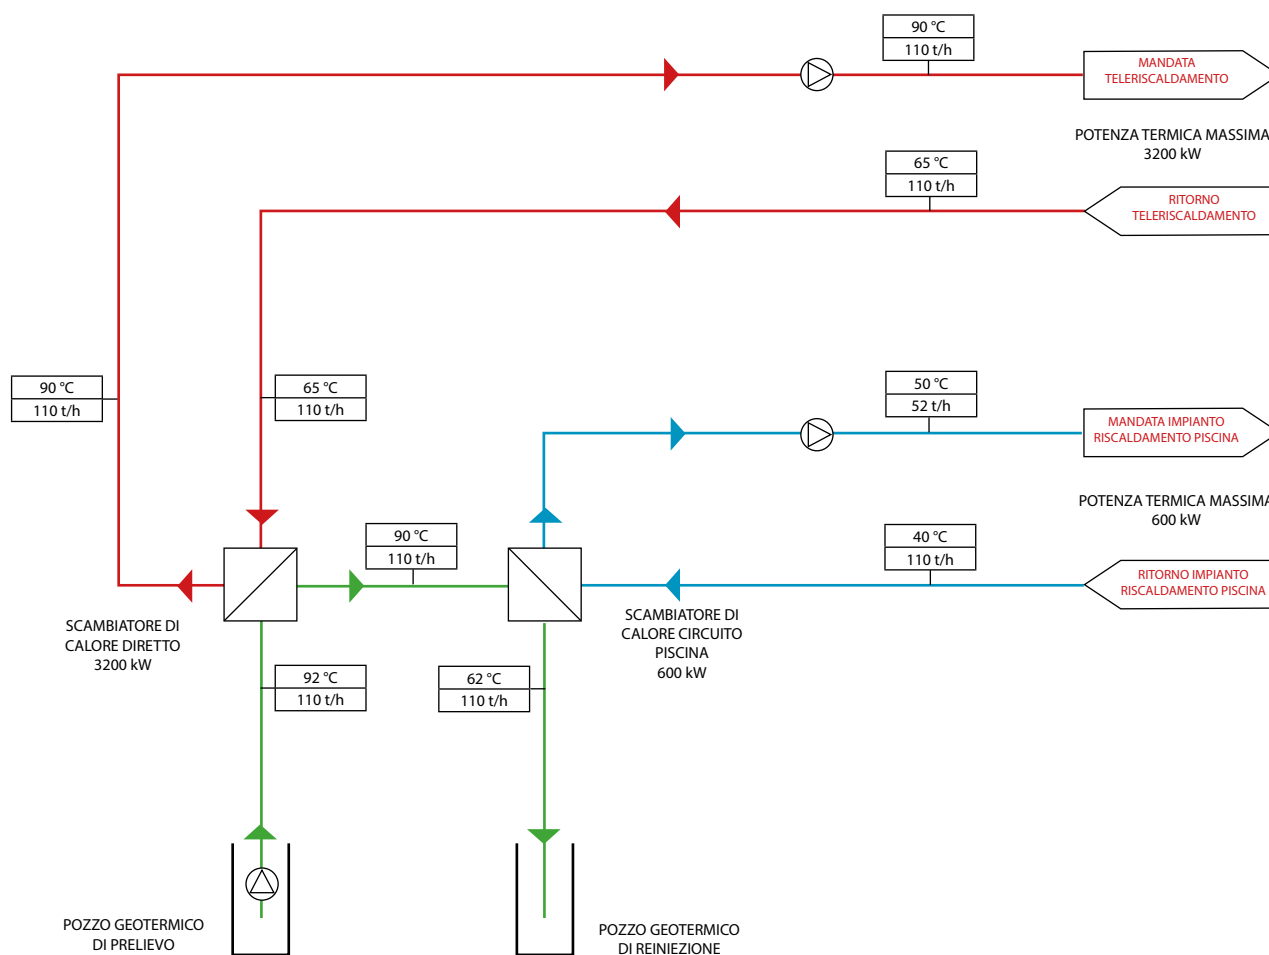 90 °C
110 t/h
MANDATA
TELERISCALDAMENTO
POTENZA TERMICA MASSIMA
3200 kW
65 °C
110 t/h
RITORNO
TELERISCALDAMENTO
90 °C
110 t/h
65 °C
110 t/h
50 °C
52 t/h
MANDATA IMPIANTO
RISCALDAMENTO PISCINA
POTENZA TERMICA MASSIMA
600 kW
90 °C
110 t/h
40 °C
110 t/h
RITORNO IMPIANTO
RISCALDAMENTO PISCINA
SCAMBIATORE DI
CALORE DIRETTO
3200 kW
SCAMBIATORE DI
CALORE CIRCUITO
PISCINA
600 kW
92 °C
110 t/h
62 °C
110 t/h
POZZO GEOTERMICO
DI PRELIEVO
POZZO GEOTERMICO
DI REINIEZIONE